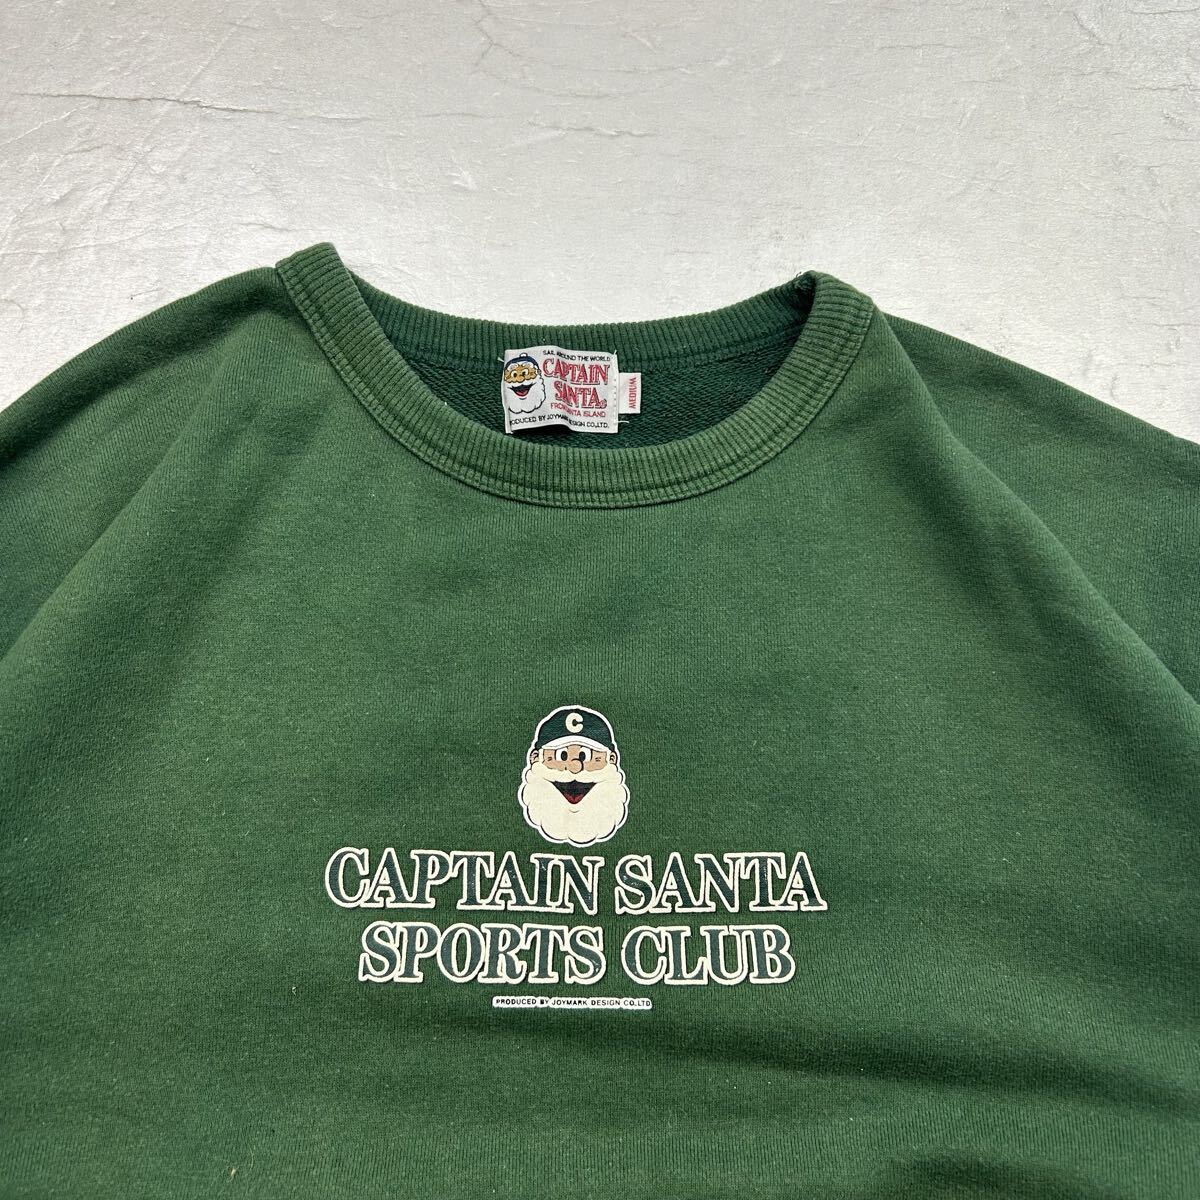 SAIL AROUND THE WORLD
CAPTAIN
SANTA
FROM SANTA ISLAND
PRODUCED BY JOYMARK DESIGN CO.,LTD.
MEDIUM
C
CAPTAIN SANTA
SPORTS CLUB
PRODUCED BY JOYMARK DESIGN CO.,LTD